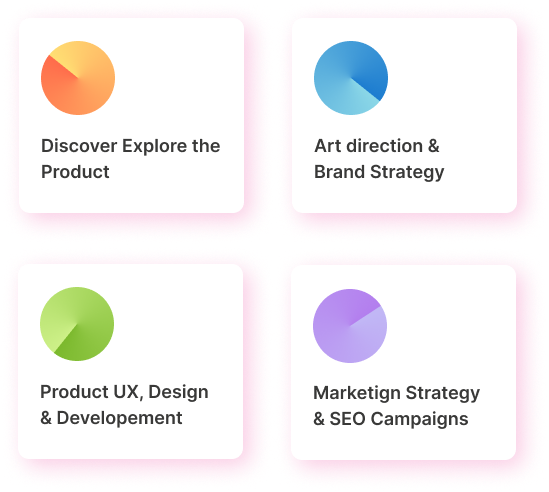 Discover Explore the
Product
Art direction &
Brand Strategy
Product UX, Design
& Developement
Marketign Strategy
& SEO Campaigns